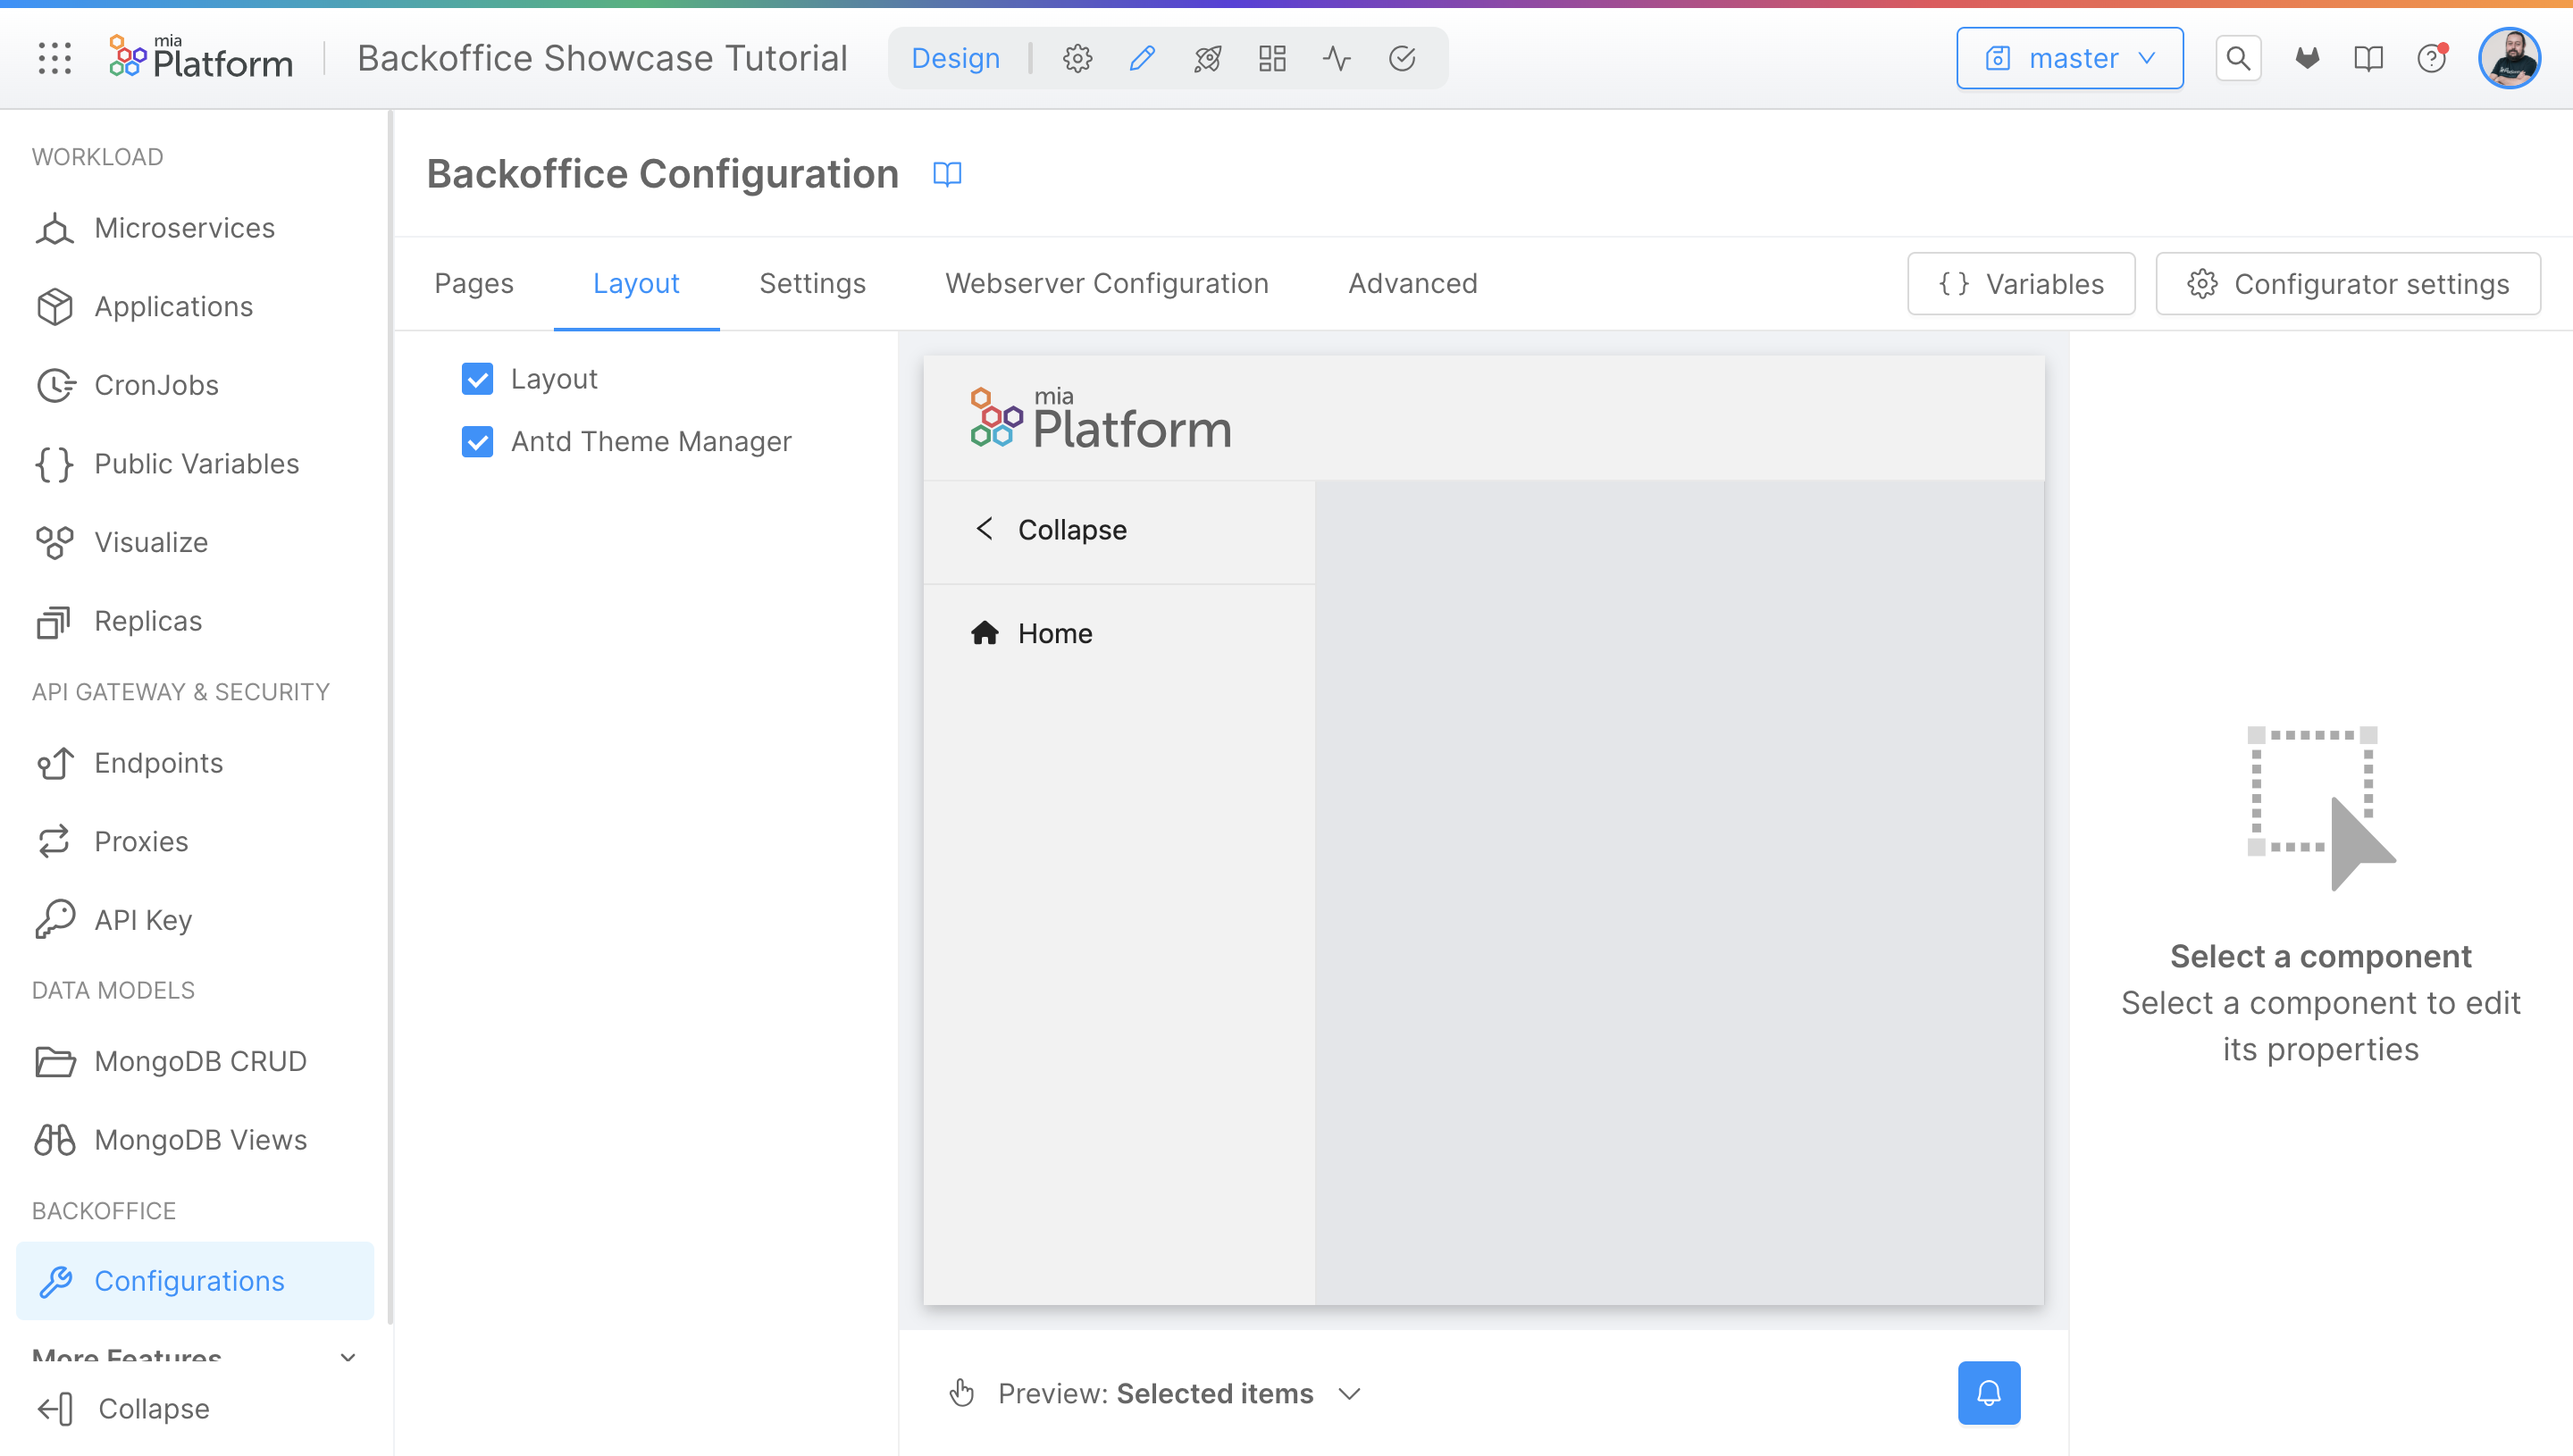 mia
Platform
Backoffice Showcase Tutorial
Design
master
WORKLOAD
Microservices
Applications
CronJobs
Public Variables
Visualize
Replicas
API GATEWAY & SECURITY
Endpoints
Proxies
API Key
DATA MODELS
MongoDB CRUD
MongoDB Views
BACKOFFICE
Configurations
More Features
Collapse
Backoffice Configuration
Pages
Layout
Settings
Webserver Configuration
Advanced
{ } Variables
Configurator settings
Layout
Antd Theme Manager
mia
Platform
Collapse
Home
Preview: Selected items
Select a component
Select a component to edit
its properties